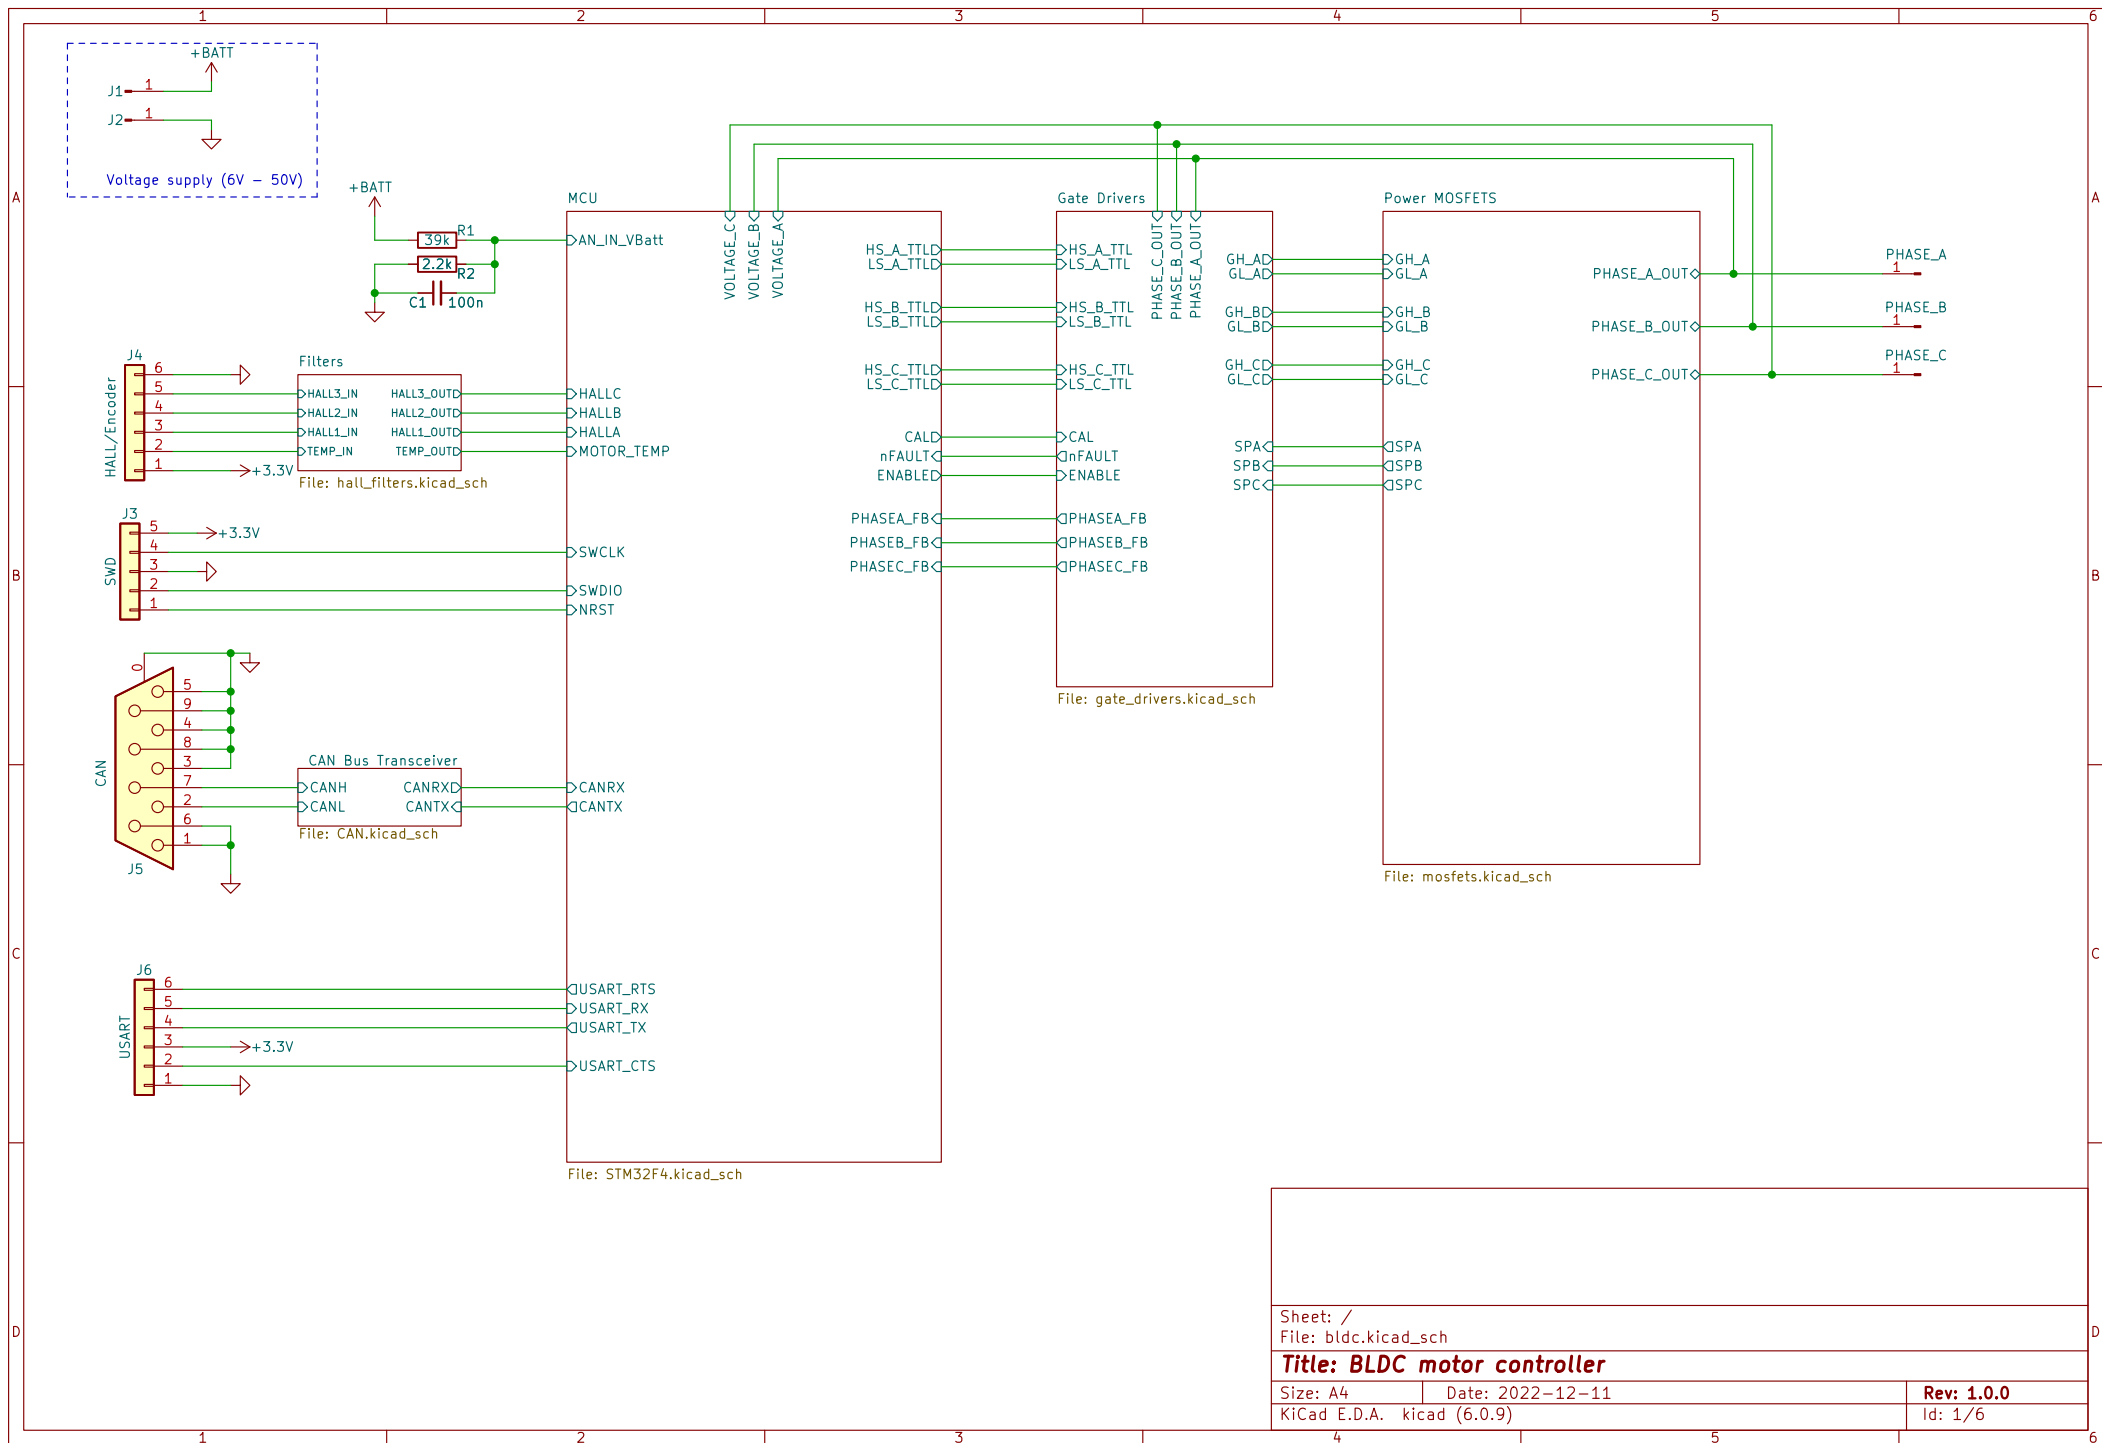 1 2 3 4 5 6
A
B
C
D
A
B
C
D
+BATT
J1 1
J2 1
Voltage supply (6V - 50V)
+BATT
R1
39k
2.2k
R2
C1 100n
J4
HALL/Encoder
6
5
4
3
2
1
+3.3V
Filters
HALL3_IN HALL3_OUT
HALL2_IN HALL2_OUT
HALL1_IN HALL1_OUT
TEMP_IN TEMP_OUT
File: hall_filters.kicad_sch
J3
SWD
5
4
3
2
1
+3.3V
CAN
0
5
9
4
8
3
7
2
6
1
J5
CAN Bus Transceiver
CANH CANRX
CANL CANTX
File: CAN.kicad_sch
J6
USART
6
5
4
3
2
1
+3.3V
MCU
VOLTAGE_C
VOLTAGE_B
VOLTAGE_A
AN_IN_VBatt
HALLC
HALLB
HALLA
MOTOR_TEMP
SWCLK
SWDIO
NRST
CANRX
CANTX
USART_RTS
USART_RX
USART_TX
USART_CTS
HS_A_TTL
LS_A_TTL
HS_B_TTL
LS_B_TTL
HS_C_TTL
LS_C_TTL
CAL
nFAULT
ENABLE
PHASEA_FB
PHASEB_FB
PHASEC_FB
File: STM32F4.kicad_sch
Gate Drivers
PHASE_C_OUT
PHASE_B_OUT
PHASE_A_OUT
HS_A_TTL
LS_A_TTL
HS_B_TTL
LS_B_TTL
HS_C_TTL
LS_C_TTL
CAL
nFAULT
ENABLE
PHASEA_FB
PHASEB_FB
PHASEC_FB
GH_A
GL_A
GH_B
GL_B
GH_C
GL_C
SPA
SPB
SPC
File: gate_drivers.kicad_sch
Power MOSFETS
GH_A
GL_A
GH_B
GL_B
GH_C
GL_C
SPA
SPB
SPC
PHASE_A_OUT
PHASE_B_OUT
PHASE_C_OUT
File: mosfets.kicad_sch
PHASE_A
1
PHASE_B
1
PHASE_C
1
Sheet: /
File: bldc.kicad_sch
Title: BLDC motor controller
Size: A4 Date: 2022-12-11 Rev: 1.0.0
KiCad E.D.A. kicad (6.0.9) Id: 1/6
1 2 3 4 5 6